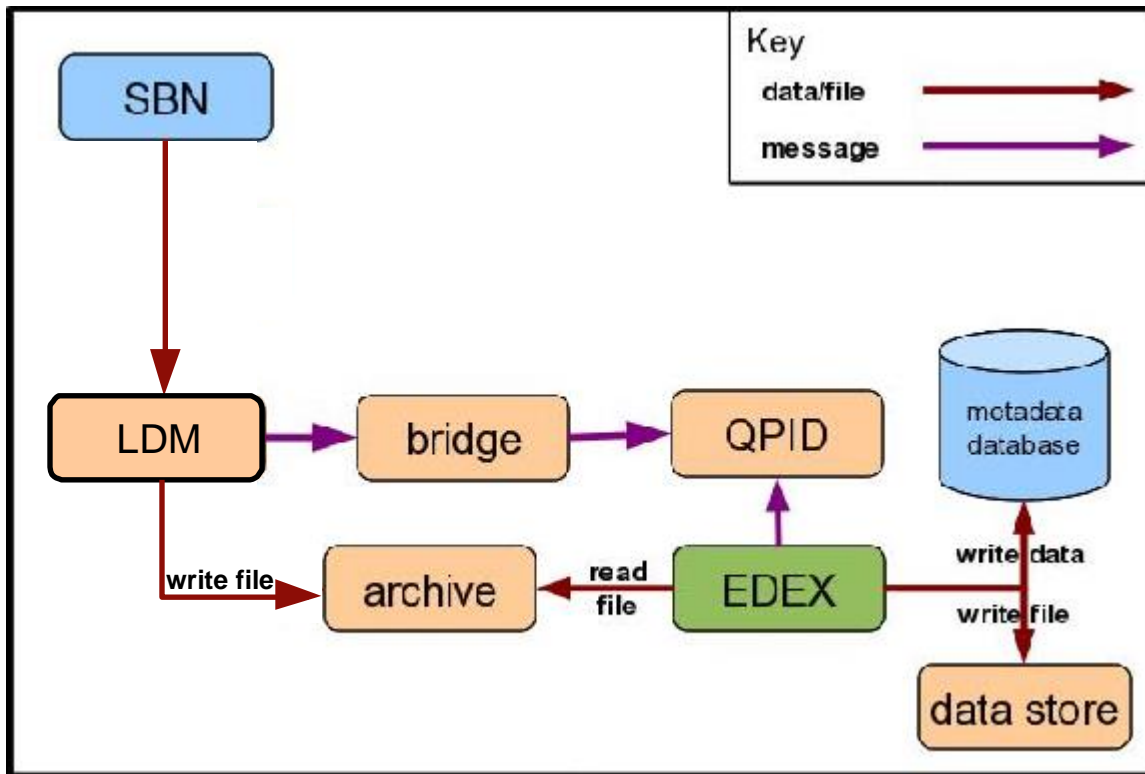 Key
data/file
message
SBN
LDM
bridge
QPID
motadata
database
write file
archive
read
file
EDEX
write data
write file
data store